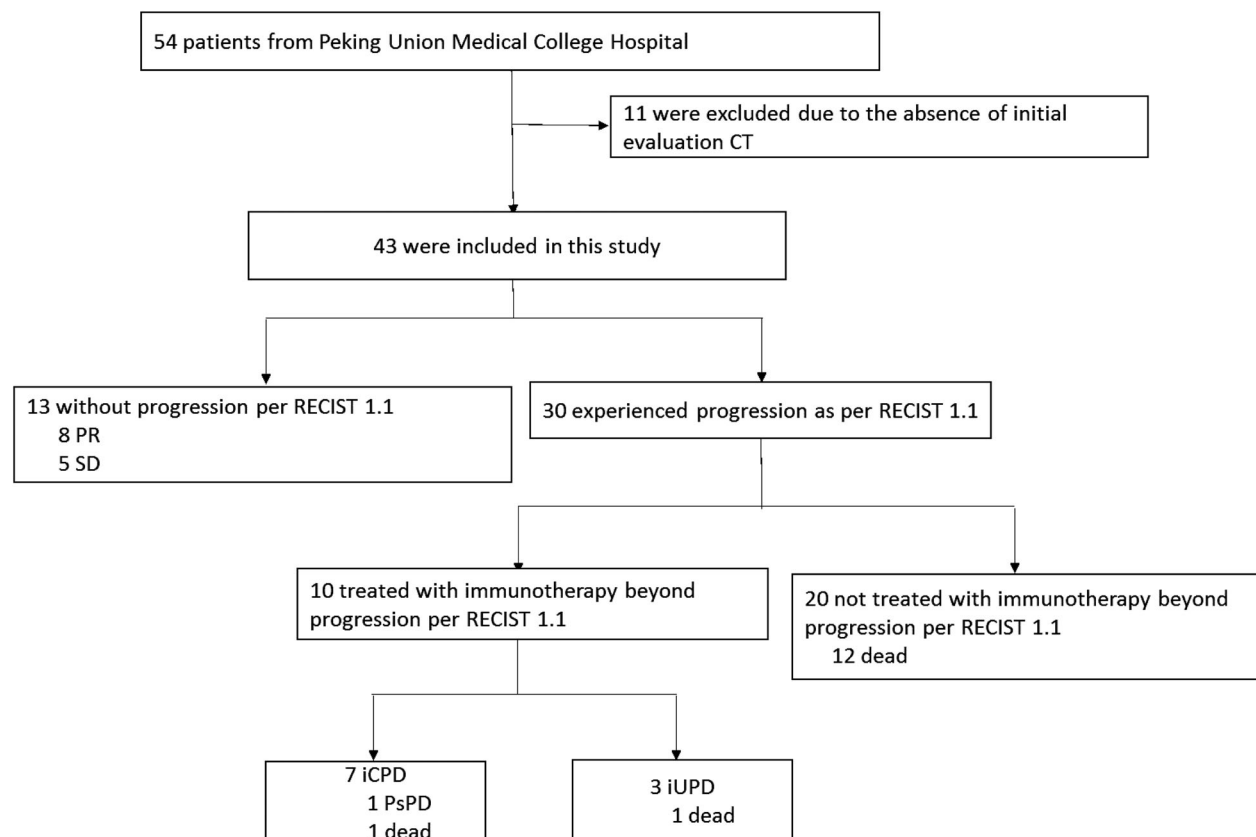 54 patients from Peking Union Medical College Hospital
11 were excluded due to the absence of initial
evaluation CT
43 were included in this study
13 without progression per RECIST 1.1
8 PR
5 SD
30 experienced progression as per RECIST 1.1
10 treated with immunotherapy beyond
progression per RECIST 1.1
20 not treated with immunotherapy beyond
progression per RECIST 1.1
12 dead
7 iCPD
1 PsPD
1 dead
3 iUPD
1 dead